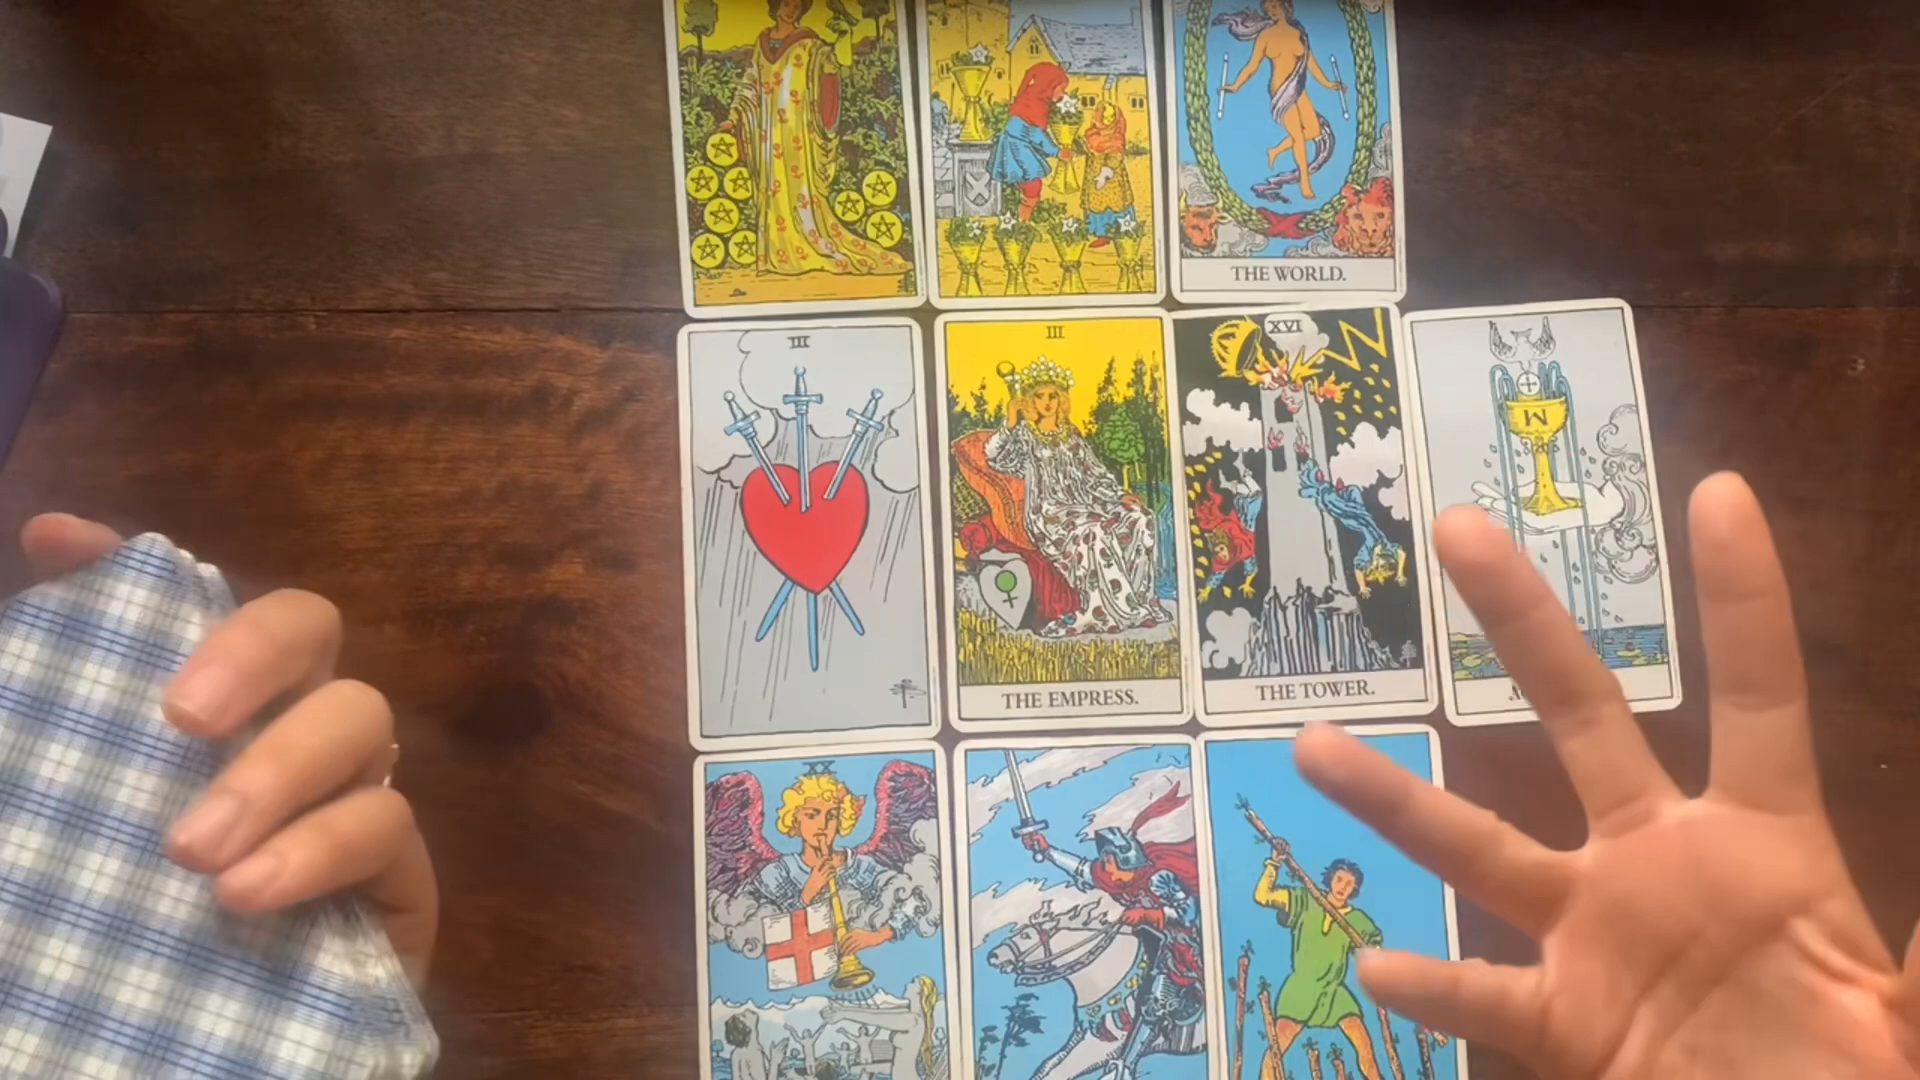 THE WORLD.
III
III
XVI
M
THE EMPRESS.
THE TOWER.
XX